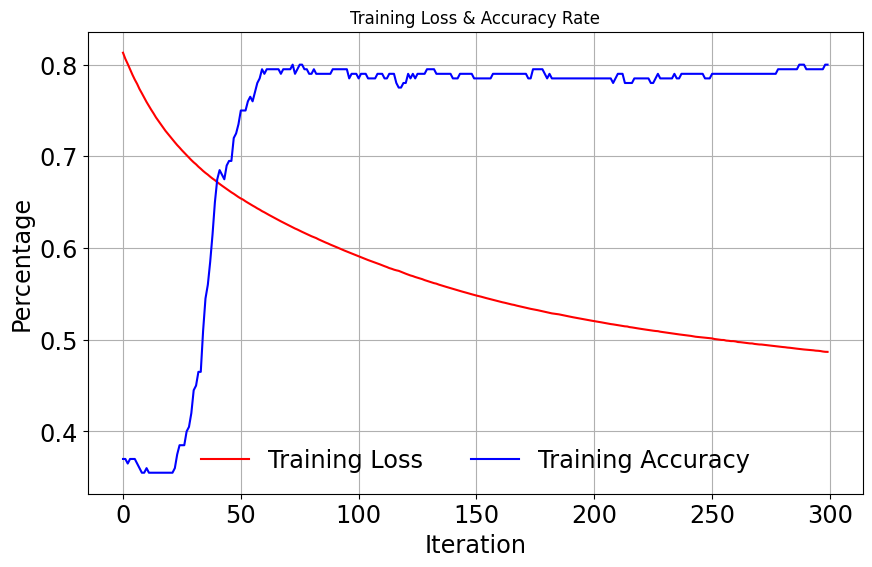 Training Loss & Accuracy Rate
0.8
0.7
0.6
0.5
0.4
Percentage
Training Loss Training Accuracy
0 50 100 150 200 250 300
Iteration